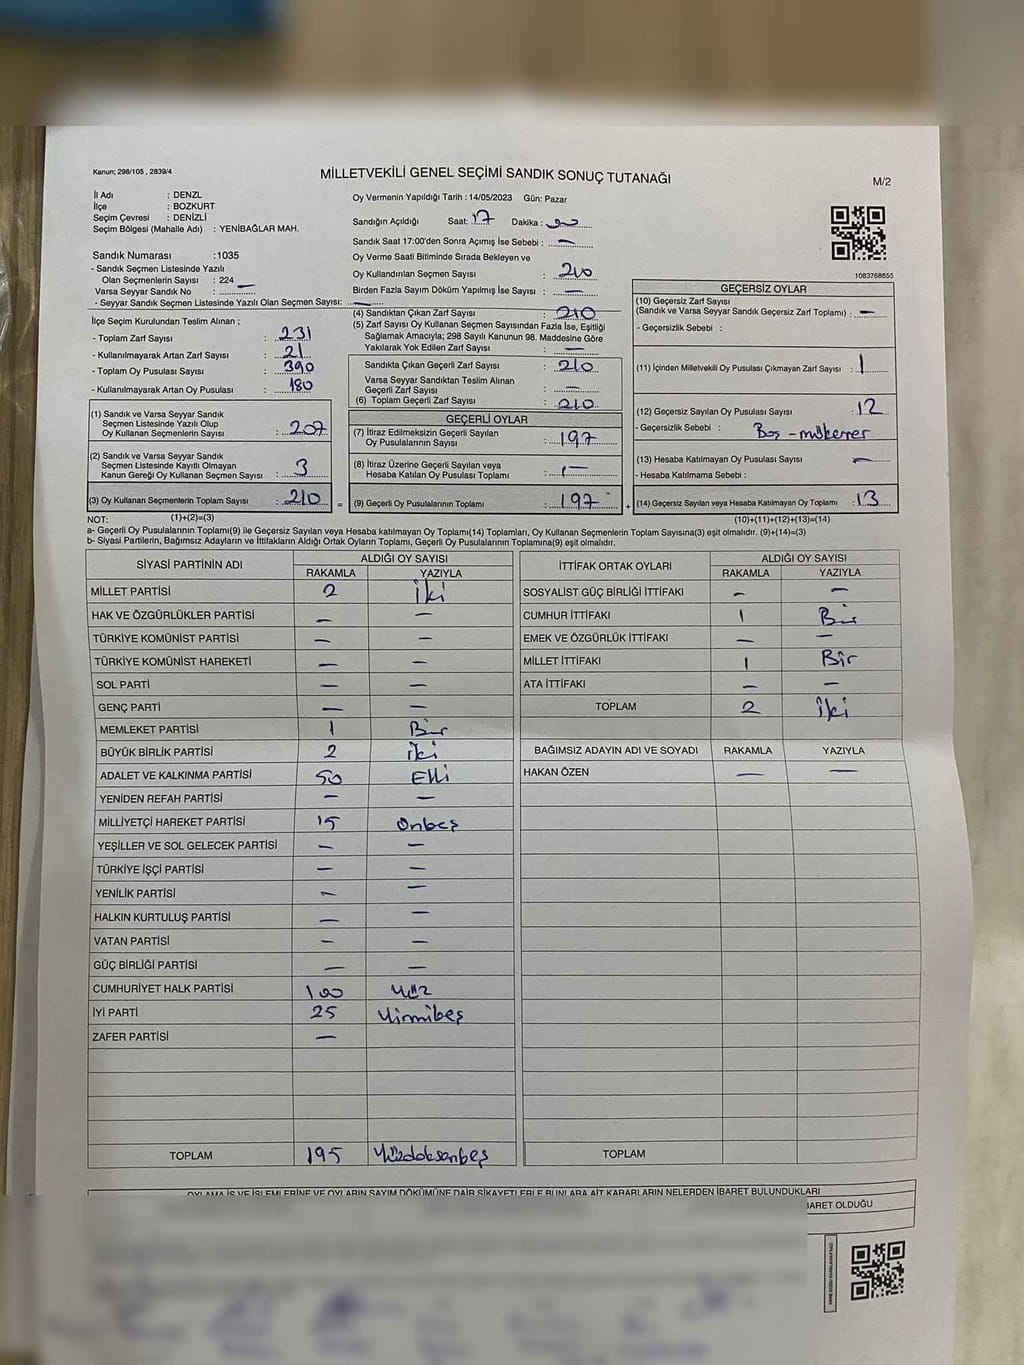 Kanun; 298/105 , 2839/4
MİLLETVEKİLİ GENEL SEÇİMİ SANDIK SONUÇ TUTANAĞI
M/2
İl Adı : DENZL
İlçe : BOZKURT
Seçim Çevresi : DENİZLİ
Seçim Bölgesi (Mahalle Adı) : YENİBAĞLAR MAH.
Sandık Numarası :1035
- Sandık Seçmen Listesinde Yazılı
Olan Seçmenlerin Sayısı : 224
Varsa Seyyar Sandık No : —
- Seyyar Sandık Seçmen Listesinde Yazılı Olan Seçmen Sayısı: —
Oy Vermenin Yapıldığı Tarih : 14/05/2023 Gün: Pazar
Sandığın Açıldığı Saat: 17 Dakika : 00
Sandık Saat 17:00'den Sonra Açımış İse Sebebi : —
Oy Verme Saati Bitiminde Sırada Bekleyen ve
Oy Kullandırılan Seçmen Sayısı : 210
Birden Fazla Sayım Döküm Yapılmış İse Sayısı : —
1083768655
İlçe Seçim Kurulundan Teslim Alınan ;
- Toplam Zarf Sayısı : 231
- Kullanılmayarak Artan Zarf Sayısı : 21
- Toplam Oy Pusulası Sayısı : 390
- Kullanılmayarak Artan Oy Pusulası : 180
(4) Sandıktan Çıkan Zarf Sayısı : 210
(5) Zarf Sayısı Oy Kullanan Seçmen Sayısından Fazla İse, Eşitliği
Sağlamak Amacıyla; 298 Sayılı Kanunun 98. Maddesine Göre
Yakılarak Yok Edilen Zarf Sayısı : —
Sandıkta Çıkan Geçerli Zarf Sayısı : 210
Varsa Seyyar Sandıktan Teslim Alınan
Geçerli Zarf Sayısı : —
(6) Toplam Geçerli Zarf Sayısı : 210
GEÇERSİZ OYLAR
(10) Geçersiz Zarf Sayısı
(Sandık ve Varsa Seyyar Sandık Geçersiz Zarf Toplamı) : —
- Geçersizlik Sebebi :
(11) İçinden Milletvekili Oy Pusulası Çıkmayan Zarf Sayısı : 1
(12) Geçersiz Sayılan Oy Pusulası Sayısı : 12
- Geçersizlik Sebebi : Boş - mükerrer
(13) Hesaba Katılmayan Oy Pusulası Sayısı : —
- Hesaba Katılmama Sebebi :
(14) Geçersiz Sayılan veya Hesaba Katılmayan Oy Toplamı : 13
(1) Sandık ve Varsa Seyyar Sandık
Seçmen Listesinde Yazılı Olup
Oy Kullanan Seçmenlerin Sayısı : 207
(2) Sandık ve Varsa Seyyar Sandık
Seçmen Listesinde Kayıtlı Olmayan
Kanun Gereği Oy Kullanan Seçmen Sayısı : 3
(3) Oy Kullanan Seçmenlerin Toplam Sayısı : 210
GEÇERLİ OYLAR
(7) İtiraz Edilmeksizin Geçerli Sayılan
Oy Pusulalarının Sayısı : 197
(8) İtiraz Üzerine Geçerli Sayılan veya
Hesaba Katılan Oy Pusulası Toplamı : —
= (9) Geçerli Oy Pusulalarının Toplamı : 197 +
NOT: (1)+(2)=(3) (10)+(11)+(12)+(13)=(14)
a- Geçerli Oy Pusulalarının Toplamı(9) ile Geçersiz Sayılan veya Hesaba katılmayan Oy Toplamı(14) Toplamları, Oy Kullanan Seçmenlerin Toplam Sayısına(3) eşit olmalıdır. (9)+(14)=(3)
b- Siyasi Partilerin, Bağımsız Adayların ve İttifakların Aldığı Ortak Oyların Toplamı, Geçerli Oy Pusulalarının Toplamına(9) eşit olmalıdır.
SİYASİ PARTİNİN ADI ALDIĞI OY SAYISI
RAKAMLA YAZIYLA
MİLLET PARTİSİ 2 İki
HAK VE ÖZGÜRLÜKLER PARTİSİ — —
TÜRKİYE KOMÜNİST PARTİSİ — —
TÜRKİYE KOMÜNİST HAREKETİ — —
SOL PARTİ — —
GENÇ PARTİ — —
MEMLEKET PARTİSİ 1 Bir
BÜYÜK BİRLİK PARTİSİ 2 iki
ADALET VE KALKINMA PARTİSİ 50 Elli
YENİDEN REFAH PARTİSİ — —
MİLLİYETÇİ HAREKET PARTİSİ 15 Onbeş
YEŞİLLER VE SOL GELECEK PARTİSİ — —
TÜRKİYE İŞÇİ PARTİSİ — —
YENİLİK PARTİSİ — —
HALKIN KURTULUŞ PARTİSİ — —
VATAN PARTİSİ — —
GÜÇ BİRLİĞİ PARTİSİ — —
CUMHURİYET HALK PARTİSİ 100 Yüz
İYİ PARTİ 25 Yirmibeş
ZAFER PARTİSİ —
TOPLAM 195 Yüzdoksanbeş
İTTİFAK ORTAK OYLARI ALDIĞI OY SAYISI
RAKAMLA YAZIYLA
SOSYALİST GÜÇ BİRLİĞİ İTTİFAKI — —
CUMHUR İTTİFAKI 1 Bir
EMEK VE ÖZGÜRLÜK İTTİFAKI — —
MİLLET İTTİFAKI 1 Bir
ATA İTTİFAKI — —
TOPLAM 2 İki
BAĞIMSIZ ADAYIN ADI VE SOYADI RAKAMLA YAZIYLA
HAKAN ÖZEN — —
TOPLAM
OYLAMA İŞ VE İŞLEMLERİNE VE OYLARIN SAYIM DÖKÜMÜNE DAİR ŞİKAYETLERLE BUNLARA AİT KARARLARIN NELERDEN İBARET BULUNDUKLARI
BARET OLDUĞU